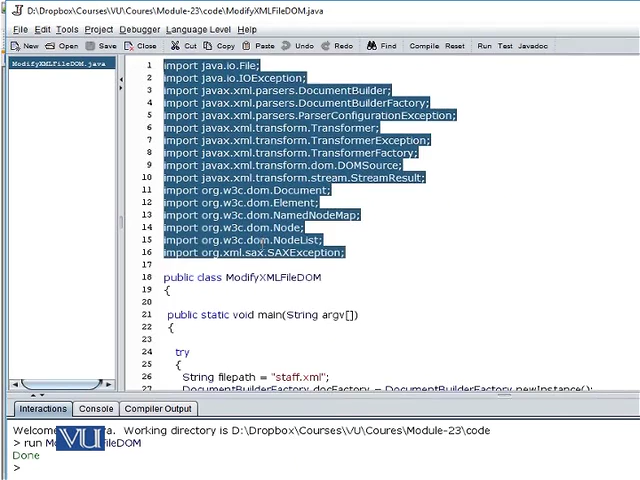 D:\Dropbox\Courses\VU\Coures\Module-23\code\ModifyXMLFileDOM.java
File Edit Tools Project Debugger Language Level Help
New Open Save Close Cut Copy Paste Undo Redo Find Compile Reset Run Test Javadoc
ModifyXMLFileDOM.java
1 import java.io.File;
2 import java.io.IOException;
3 import javax.xml.parsers.DocumentBuilder;
4 import javax.xml.parsers.DocumentBuilderFactory;
5 import javax.xml.parsers.ParserConfigurationException;
6 import javax.xml.transform.Transformer;
7 import javax.xml.transform.TransformerException;
8 import javax.xml.transform.TransformerFactory;
9 import javax.xml.transform.dom.DOMSource;
10 import javax.xml.transform.stream.StreamResult;
11 import org.w3c.dom.Document;
12 import org.w3c.dom.Element;
13 import org.w3c.dom.NamedNodeMap;
14 import org.w3c.dom.Node;
15 import org.w3c.dom.NodeList;
16 import org.xml.sax.SAXException;
17
18 public class ModifyXMLFileDOM
19 {
20
21 public static void main(String argv[])
22 {
23
24 try
25 {
26 String filepath = "staff.xml";
27 DocumentBuilderFactory docFactory = DocumentBuilderFactory.newInstance();
Interactions Console Compiler Output
Working directory is D:\Dropbox\Courses\VU\Coures\Module-23\code
> run
VU
Done
>